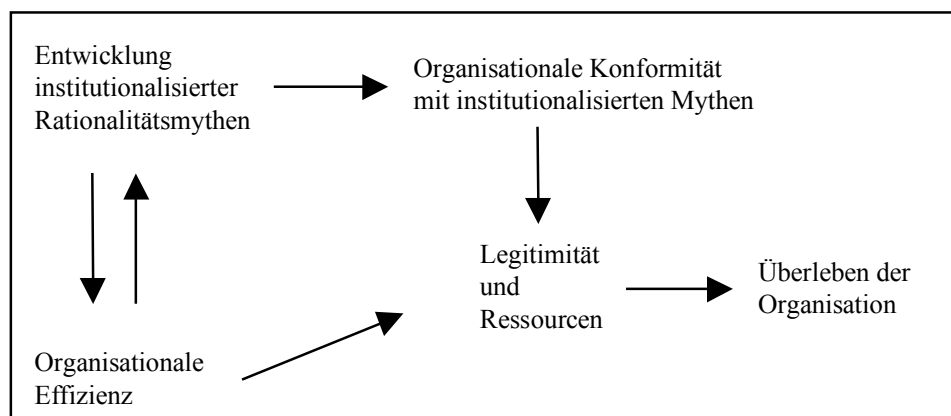 Entwicklung
institutionalisierter
Rationalitätsmythen
Organisationale Konformität
mit institutionalisierten Mythen
Legitimität
und
Ressourcen
Überleben der
Organisation
Organisationale
Effizienz